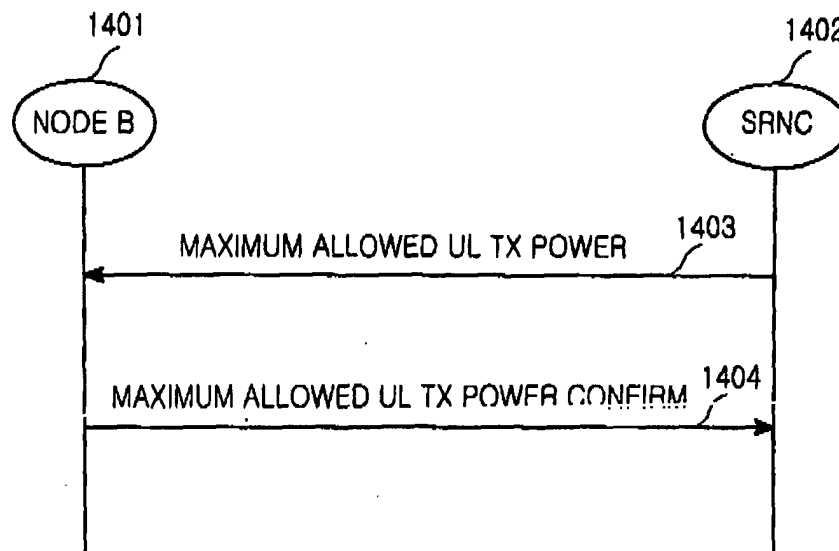 1401
1402
NODE B
SRNC
MAXIMUM ALLOWED UL TX POWER
1403
MAXIMUM ALLOWED UL TX POWER CONFIRM
1404